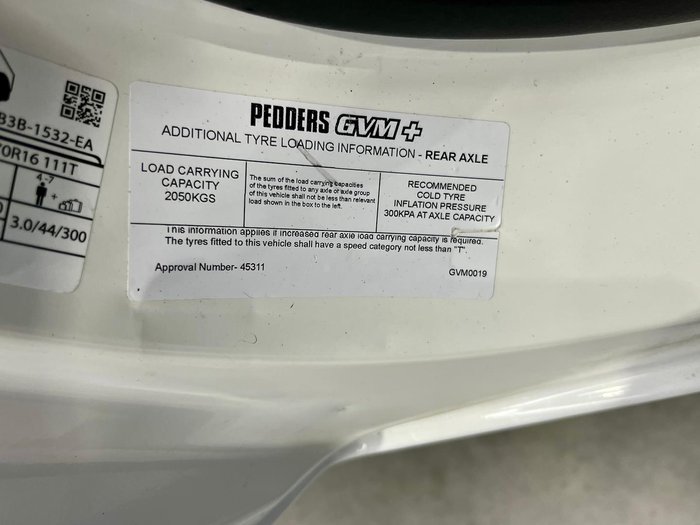 B3B-1532-EA
0R16 111T
4-7
+
3.0/44/300
PEDDERS GVM+
ADDITIONAL TYRE LOADING INFORMATION - REAR AXLE
LOAD CARRYING
CAPACITY
2050KGS
The sum of the load carrying capacities
of the tyres fitted to any axle or axle group
of this vehicle shall not be less than relevant
load shown in the box to the left.
RECOMMENDED
COLD TYRE
INFLATION PRESSURE
300KPA AT AXLE CAPACITY
This information applies if increased rear axle load carrying capacity is required.
The tyres fitted to this vehicle shall have a speed category not less than "T".
Approval Number- 45311
GVM0019